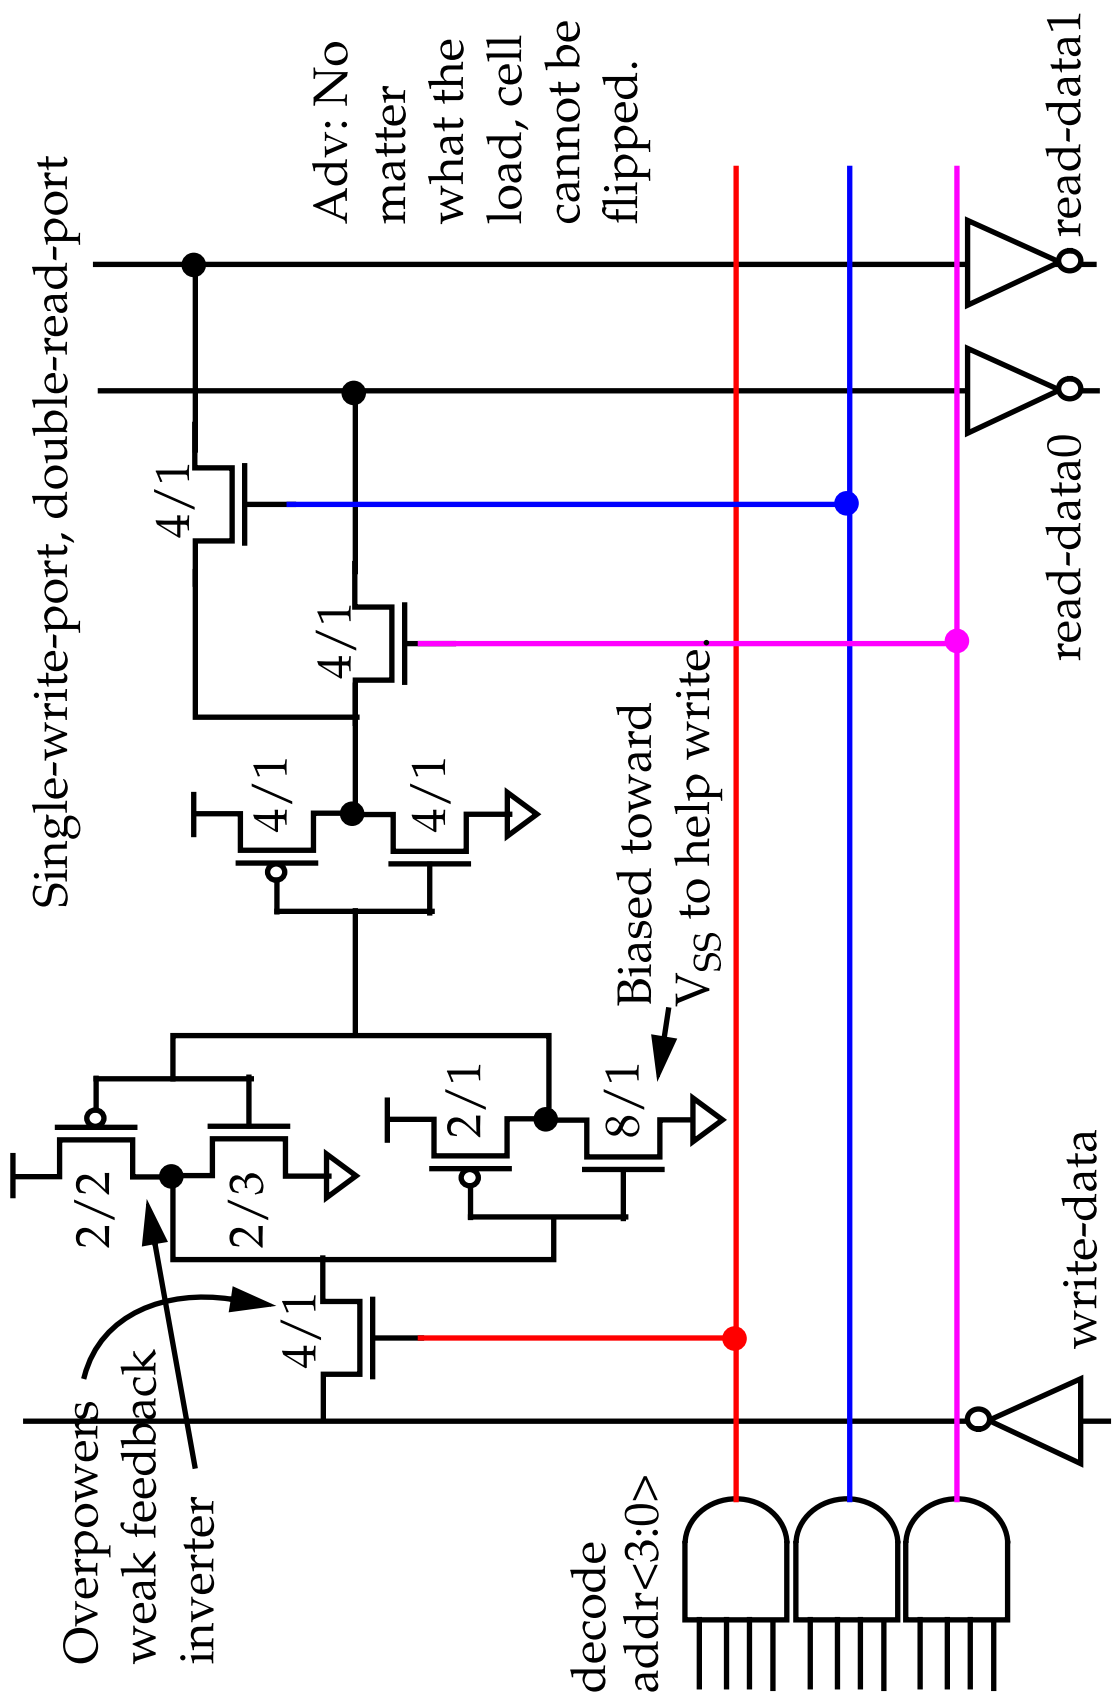 Single-write-port, double-read-port
Adv: No
matter
what the
load, cell
cannot be
flipped.
Overpowers
weak feedback
inverter
2/2
2/3
4/1
2/1
8/1
4/1
4/1
4/1
4/1
Biased toward
VSS to help write.
decode
addr<3:0>
write-data
read-data0
read-data1